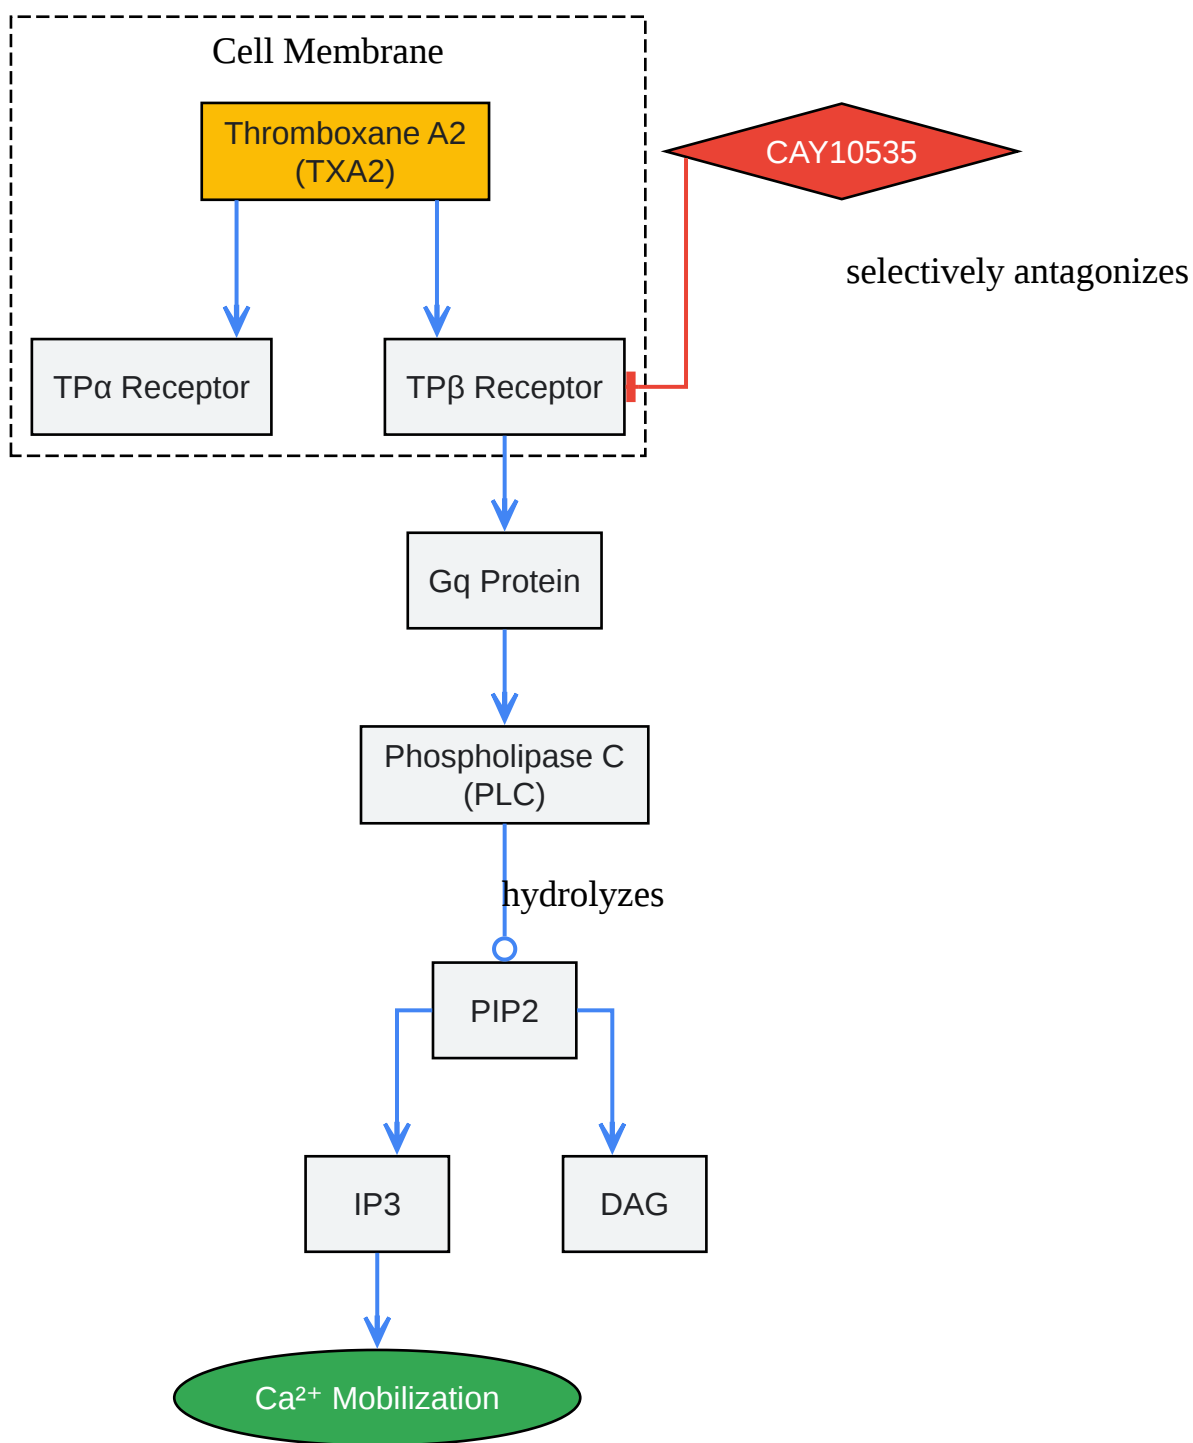 Cell Membrane
Thromboxane A2
(TXA2)
CAY10535
selectively antagonizes
TPα Receptor
TPβ Receptor
Gq Protein
Phospholipase C
(PLC)
hydrolyzes
PIP2
IP3
DAG
Ca²⁺ Mobilization